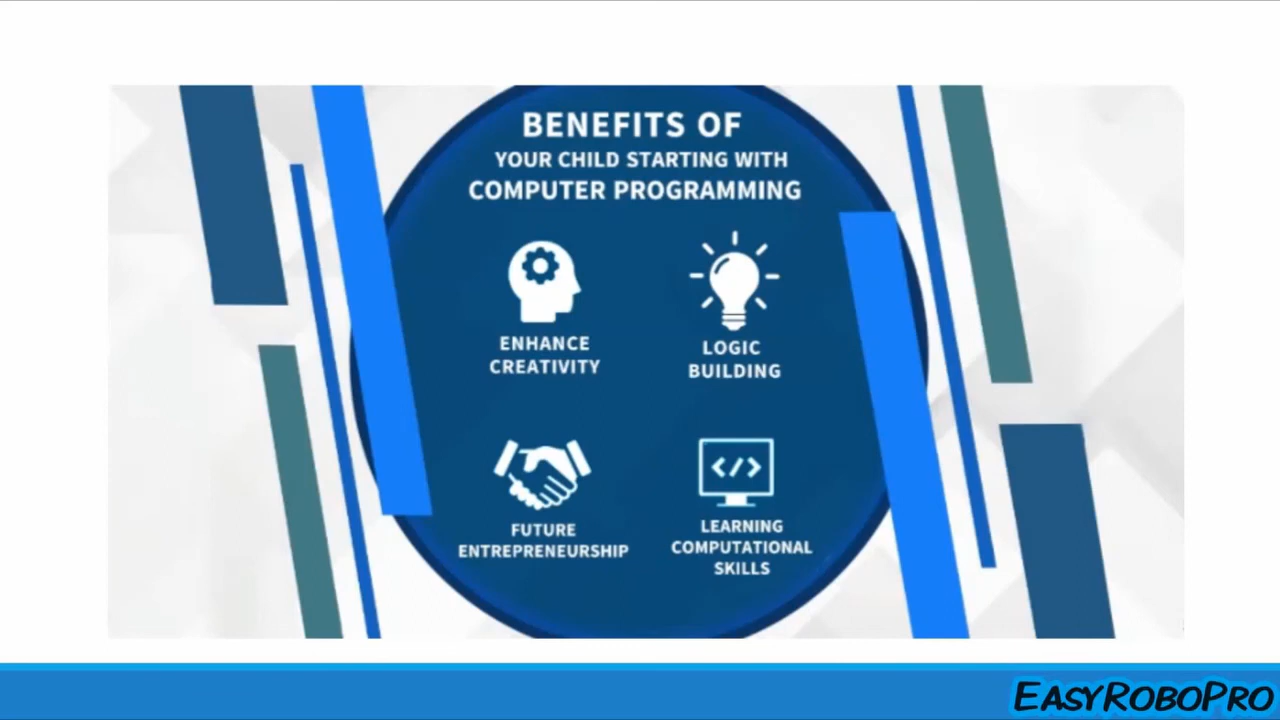 BENEFITS OF
YOUR CHILD STARTING WITH
COMPUTER PROGRAMMING
ENHANCE
CREATIVITY
LOGIC
BUILDING
</>
FUTURE
ENTREPRENEURSHIP
LEARNING
COMPUTATIONAL
SKILLS
EASYROBOPRO